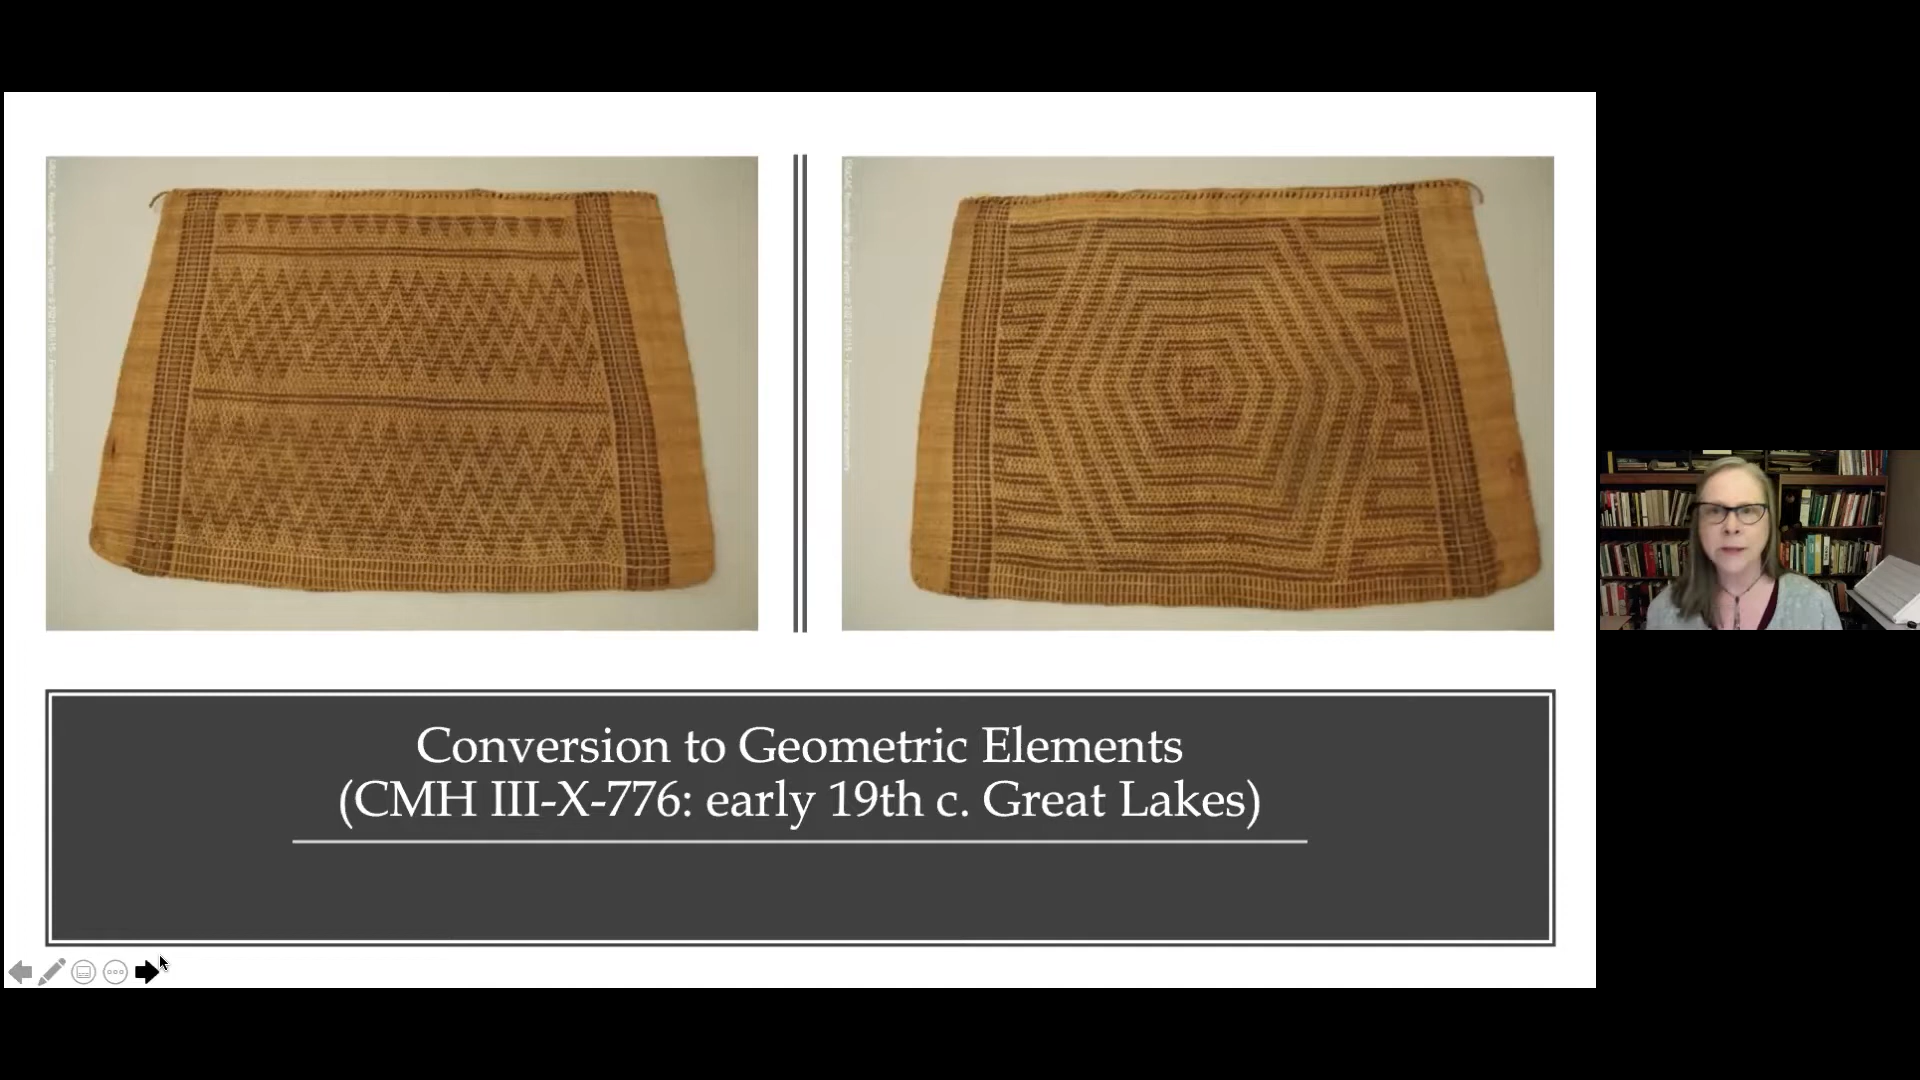 Conversion to Geometric Elements
(CMH III-X-776: early 19th c. Great Lakes)